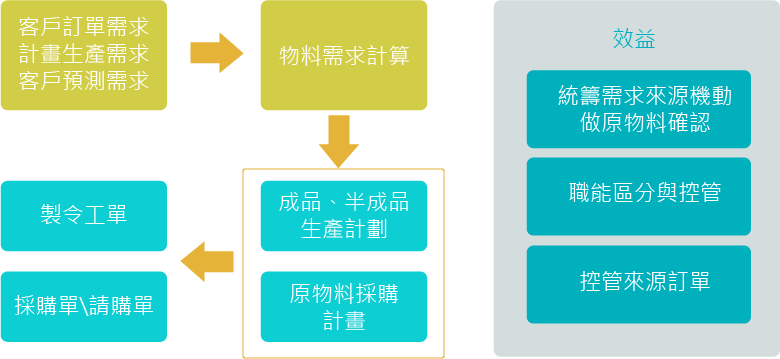 客戶訂單需求
計畫生產需求
客戶預測需求
物料需求計算
成品、半成品
生產計劃
原物料採購
計畫
製令工單
採購單\請購單
效益
統籌需求來源機動
做原物料確認
職能區分與控管
控管來源訂單